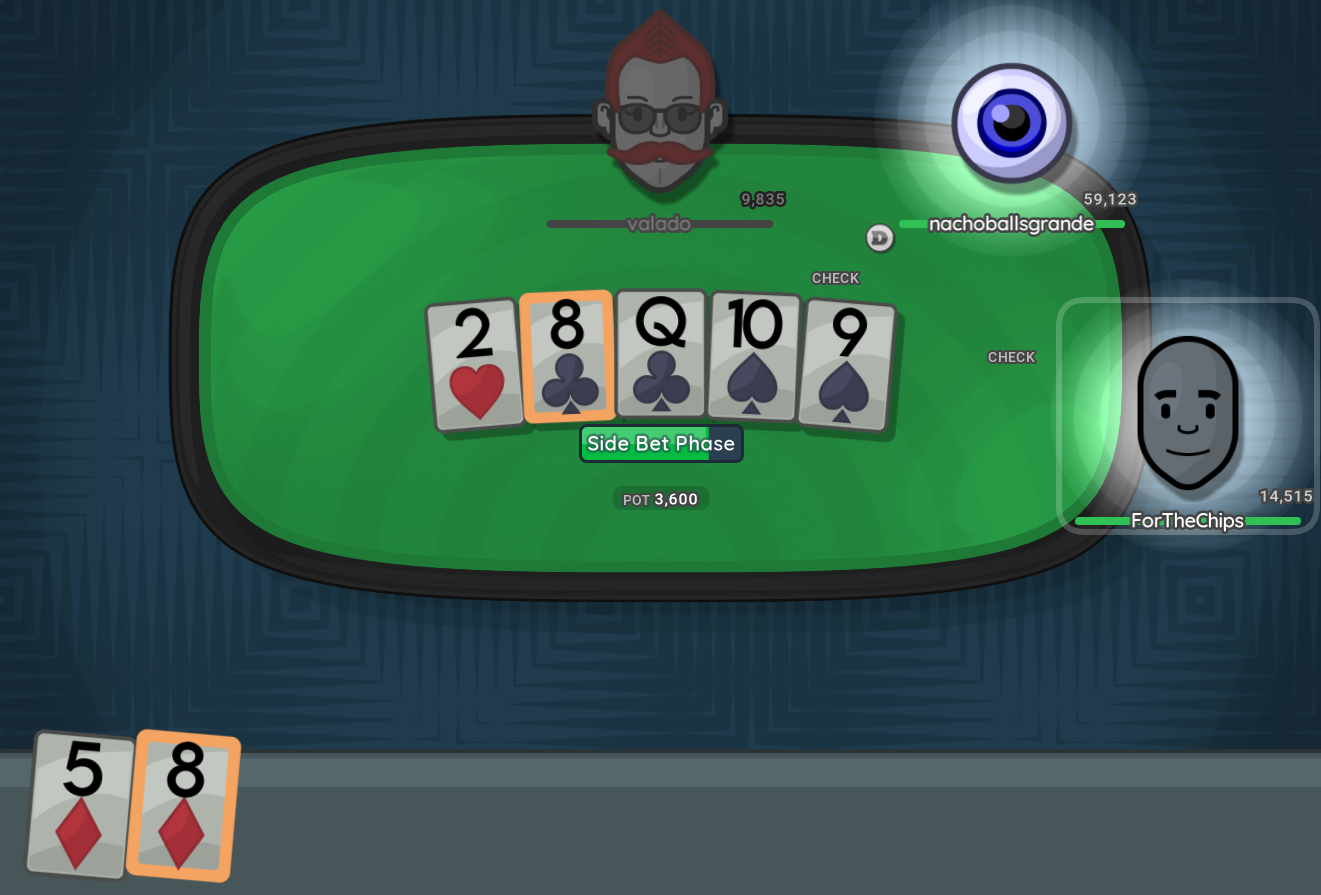 9,835
valado
59,123
nachoballsgrande
D
CHECK
2
8
Q
10
9
CHECK
Side Bet Phase
POT 3,600
14,515
ForTheChips
5
8